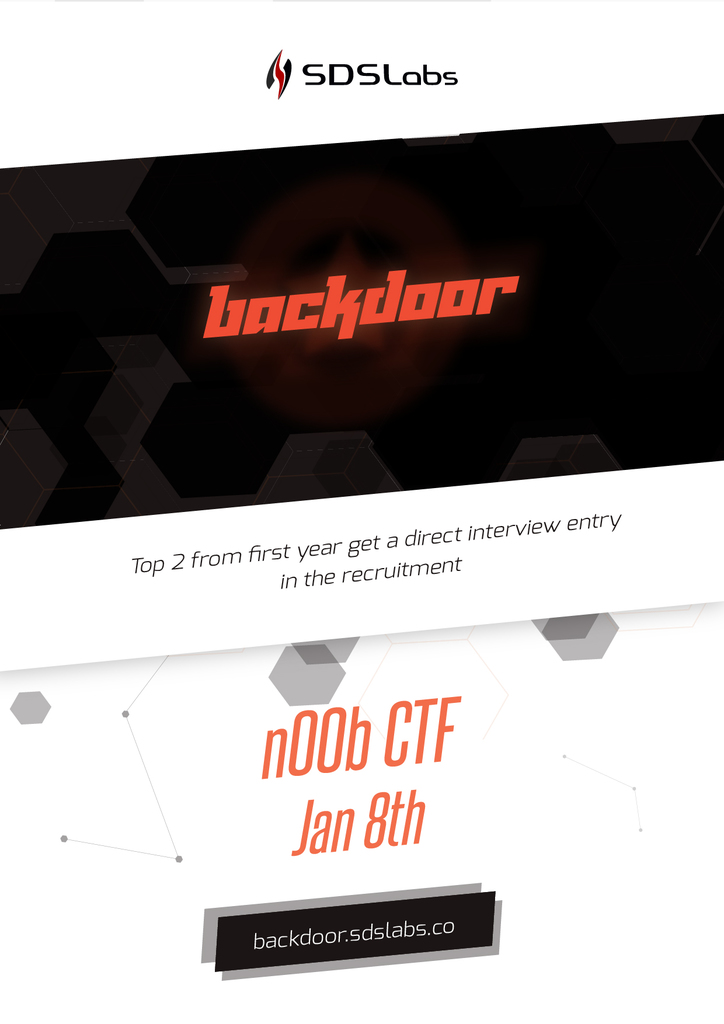 SDSLabs
backdoor
Top 2 from first year get a direct interview entry
in the recruitment
n00b CTF
Jan 8th
backdoor.sdslabs.co